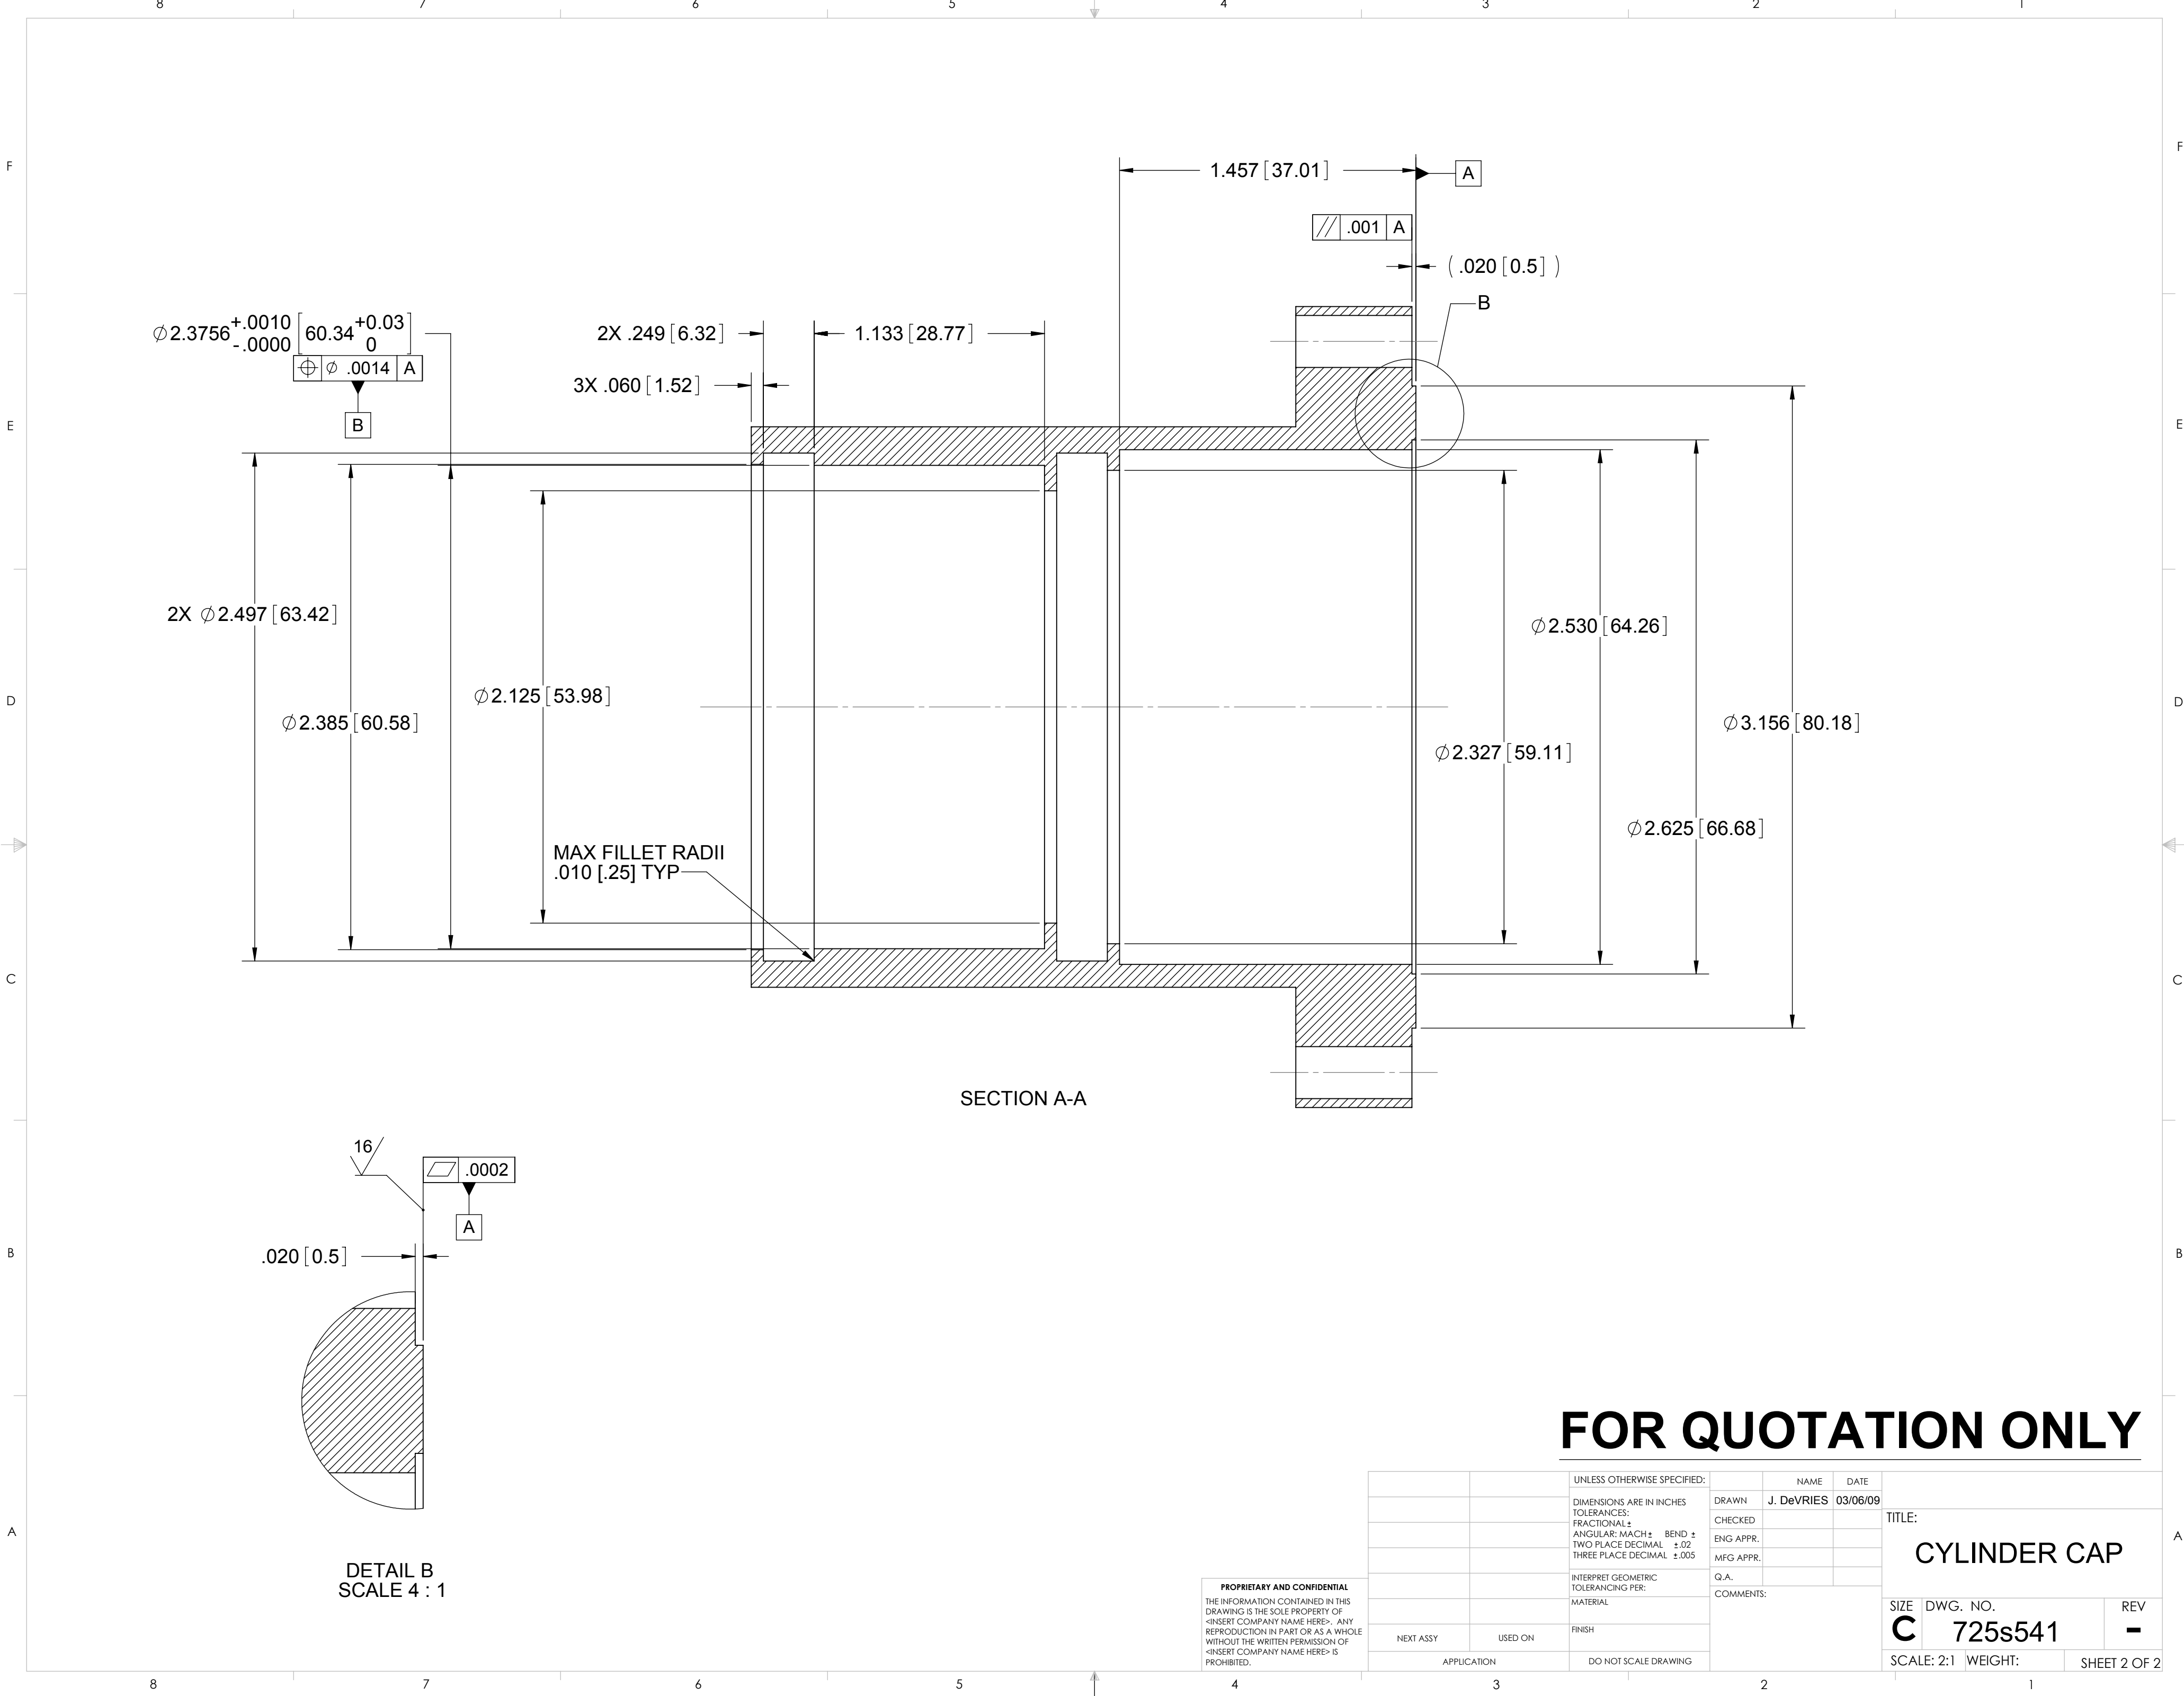 8 7 6 5 4 3 2 1
F F
1.457 [37.01]
A
// .001 A
( .020 [0.5] )
B
⌀2.3756 +.0010 -.0000 [60.34 +0.03 0]
⌖ ⌀ .0014 A
B
2X .249 [6.32]
1.133 [28.77]
3X .060 [1.52]
E E
2X ⌀2.497 [63.42]
⌀2.530 [64.26]
⌀2.125 [53.98]
D D
⌀2.385 [60.58]
⌀3.156 [80.18]
⌀2.327 [59.11]
⌀2.625 [66.68]
MAX FILLET RADII
.010 [.25] TYP
C C
SECTION A-A
16
⏥ .0002
A
.020 [0.5]
B B
DETAIL B
SCALE 4 : 1
A A
FOR QUOTATION ONLY
PROPRIETARY AND CONFIDENTIAL
THE INFORMATION CONTAINED IN THIS
DRAWING IS THE SOLE PROPERTY OF
<INSERT COMPANY NAME HERE>. ANY
REPRODUCTION IN PART OR AS A WHOLE
WITHOUT THE WRITTEN PERMISSION OF
<INSERT COMPANY NAME HERE> IS
PROHIBITED.
NEXT ASSY USED ON
APPLICATION
UNLESS OTHERWISE SPECIFIED:
DIMENSIONS ARE IN INCHES
TOLERANCES:
FRACTIONAL ±
ANGULAR: MACH ± BEND ±
TWO PLACE DECIMAL ±.02
THREE PLACE DECIMAL ±.005
INTERPRET GEOMETRIC
TOLERANCING PER:
MATERIAL
FINISH
DO NOT SCALE DRAWING
NAME DATE
DRAWN J. DeVRIES 03/06/09
CHECKED
ENG APPR.
MFG APPR.
Q.A.
COMMENTS:
TITLE:
CYLINDER CAP
SIZE DWG. NO. REV
C 725s541 -
SCALE: 2:1 WEIGHT: SHEET 2 OF 2
8 7 6 5 4 3 2 1